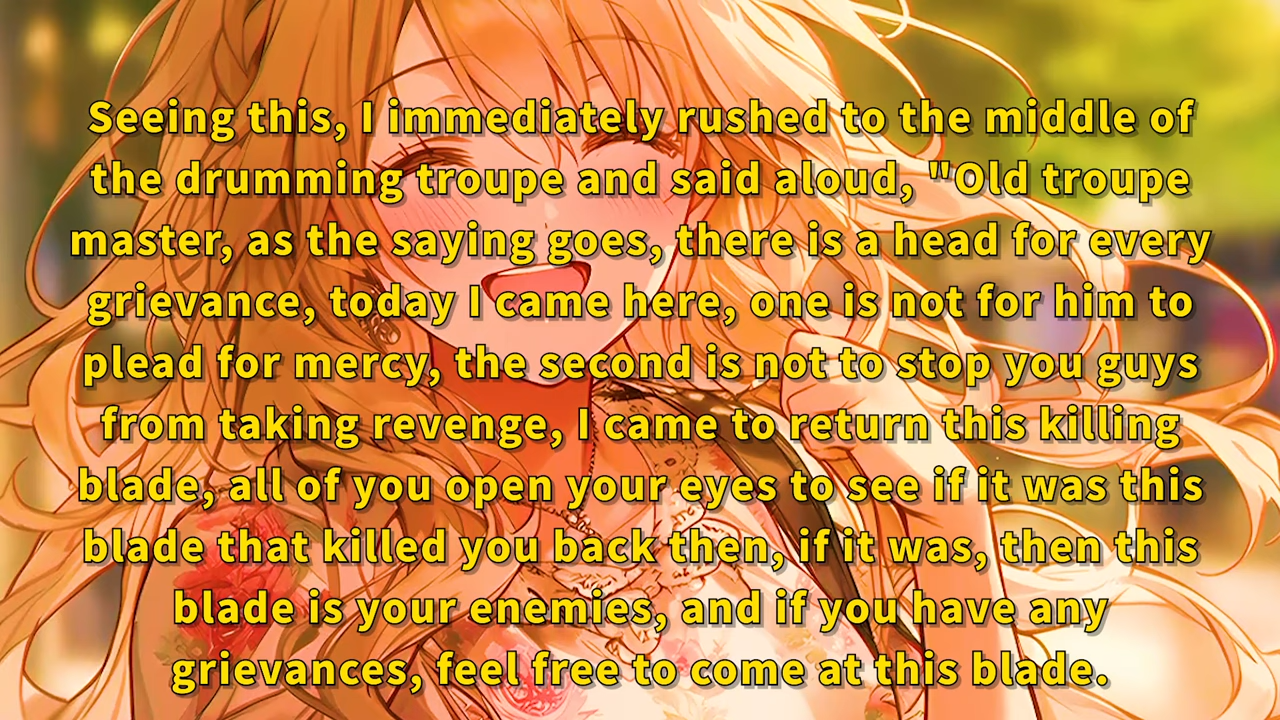 Seeing this, I immediately rushed to the middle of
the drumming troupe and said aloud, "Old troupe
master, as the saying goes, there is a head for every
grievance, today I came here, one is not for him to
plead for mercy, the second is not to stop you guys
from taking revenge, I came to return this killing
blade, all of you open your eyes to see if it was this
blade that killed you back then, if it was, then this
blade is your enemies, and if you have any
grievances, feel free to come at this blade.